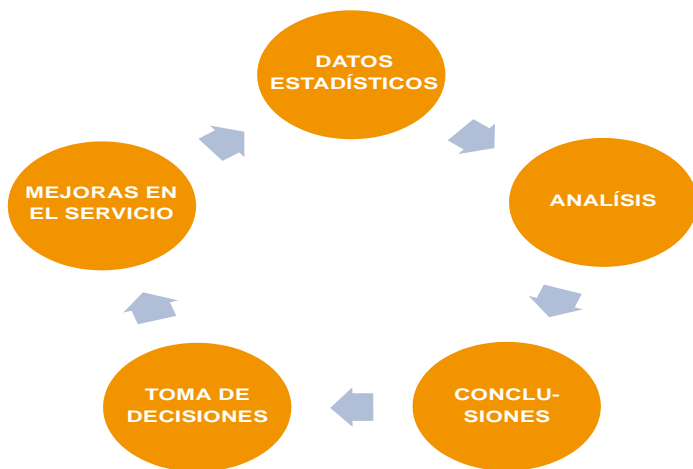 DATOS
ESTADÍSTICOS
ANALÍSIS
CONCLU-
SIONES
TOMA DE
DECISIONES
MEJORAS EN
EL SERVICIO